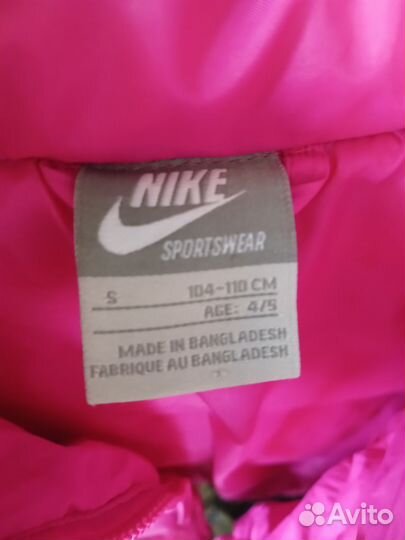 NIKE
SPORTSWEAR
S 104-110 CM
AGE: 4/5
MADE IN BANGLADESH
FABRIQUE AU BANGLADESH
Avito